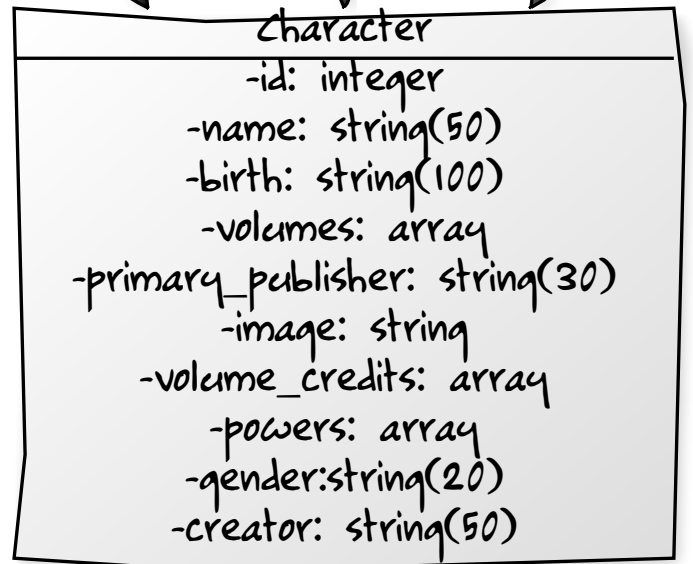 Character
-id: integer
-name: string(50)
-birth: string(100)
-volumes: array
-primary_publisher: string(30)
-image: string
-volume_credits: array
-powers: array
-gender:string(20)
-creator: string(50)